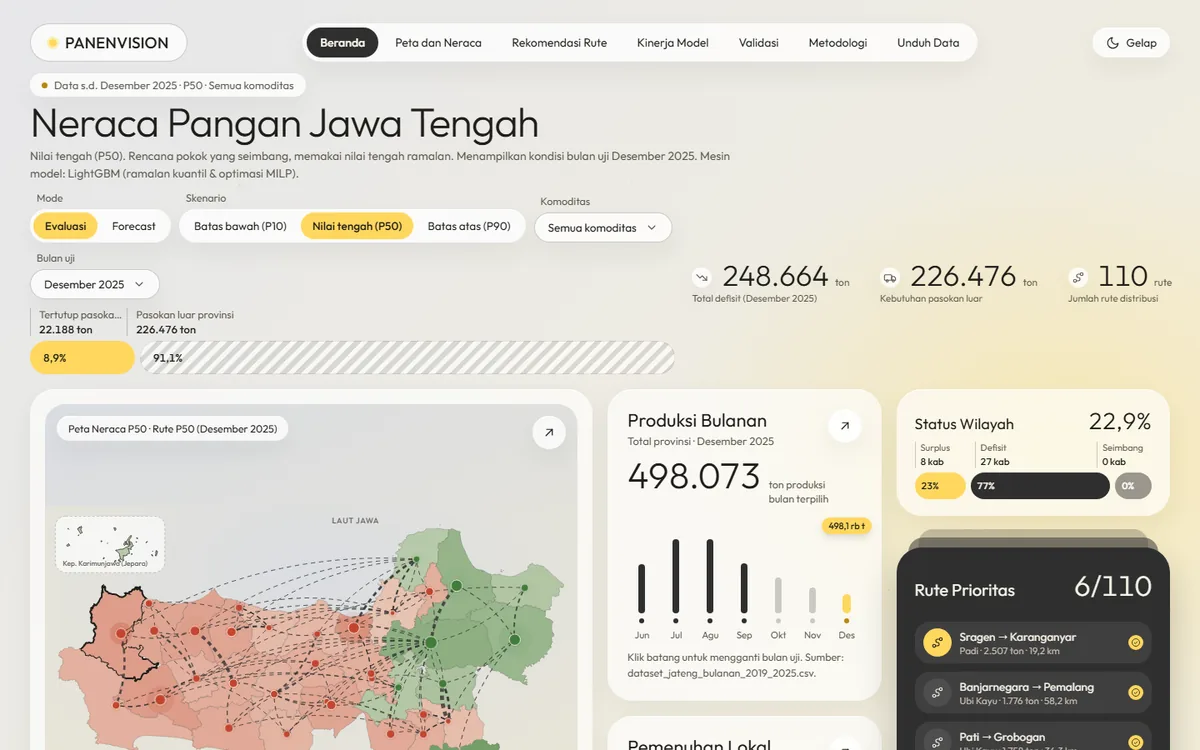 PANENVISION
Beranda
Peta dan Neraca
Rekomendasi Rute
Kinerja Model
Validasi
Metodologi
Unduh Data
Gelap
Data s.d. Desember 2025 · P50 · Semua komoditas
Neraca Pangan Jawa Tengah
Nilai tengah (P50). Rencana pokok yang seimbang, memakai nilai tengah ramalan. Menampilkan kondisi bulan uji Desember 2025. Mesin
model: LightGBM (ramalan kuantil & optimasi MILP).
Mode
Evaluasi
Forecast
Skenario
Batas bawah (P10)
Nilai tengah (P50)
Batas atas (P90)
Komoditas
Semua komoditas
Bulan uji
Desember 2025
248.664 ton
Total defisit (Desember 2025)
226.476 ton
Kebutuhan pasokan luar
110 rute
Jumlah rute distribusi
Tertutup pasoka...
22.188 ton
Pasokan luar provinsi
226.476 ton
8,9%
91,1%
Peta Neraca P50 · Rute P50 (Desember 2025)
LAUT JAWA
Kep. Karimunjawa (Jepara)
Produksi Bulanan
Total provinsi · Desember 2025
498.073 ton produksi
bulan terpilih
498,1 rb t
Jun
Jul
Agu
Sep
Okt
Nov
Des
Klik batang untuk mengganti bulan uji. Sumber:
dataset_jateng_bulanan_2019_2025.csv.
Pemenuhan Lokal
Status Wilayah
22,9%
Surplus
8 kab
Defisit
27 kab
Seimbang
0 kab
23%
77%
0%
Rute Prioritas
6/110
Sragen → Karanganyar
Padi · 2.507 ton · 19,2 km
Banjarnegara → Pemalang
Ubi Kayu · 1.776 ton · 58,2 km
Pati → Grobogan